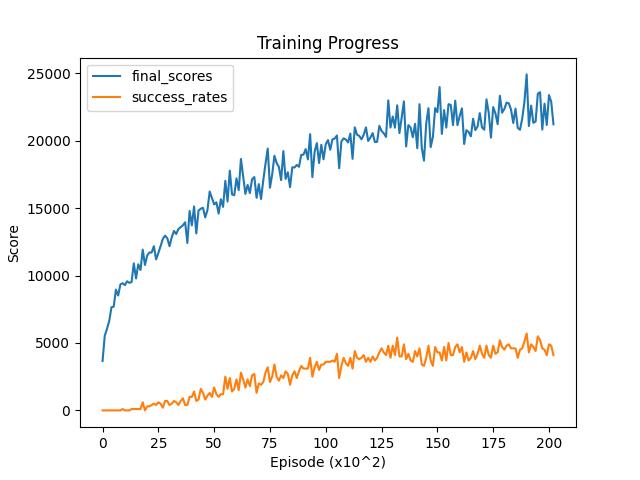 Training Progress
final_scores
success_rates
25000
20000
15000
10000
5000
0
Score
0 25 50 75 100 125 150 175 200
Episode (x10^2)